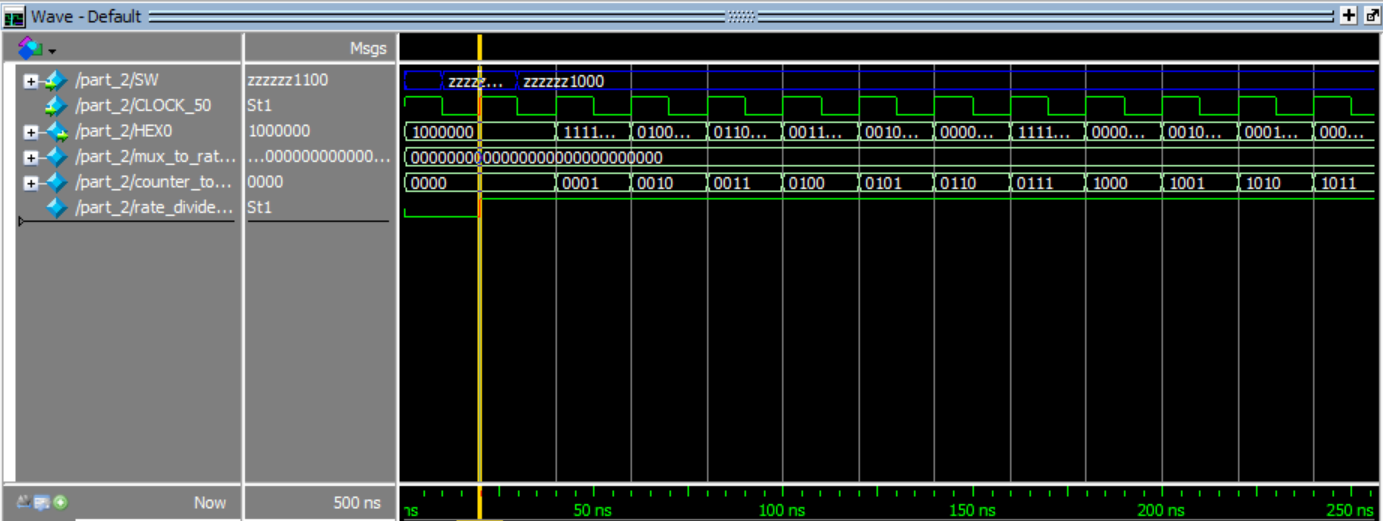 Wave - Default
Msgs
/part_2/SW zzzzzz1100 zzzzz... zzzzzz1000
/part_2/CLOCK_50 St1
/part_2/HEX0 1000000 1000000 1111... 0100... 0110... 0011... 0010... 0000... 1111... 0000... 0010... 0001... 000...
/part_2/mux_to_rat... ...000000000000...
/part_2/counter_to... 0000 0000 0001 0010 0011 0100 0101 0110 0111 1000 1001 1010 1011
/part_2/rate_divide... St1
Now 500 ns ns 50 ns 100 ns 150 ns 200 ns 250 ns